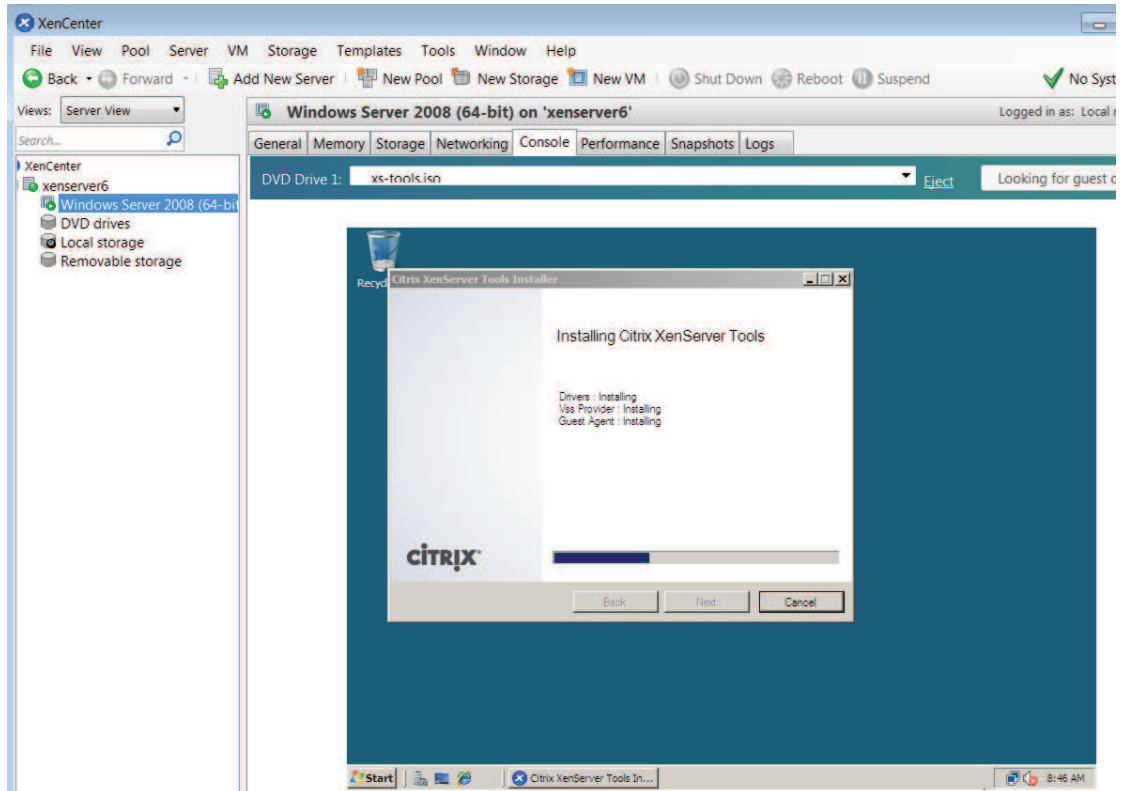 XenCenter
File View Pool Server VM Storage Templates Tools Window Help
Back Forward Add New Server New Pool New Storage New VM Shut Down Reboot Suspend No Syst
Views: Server View
Windows Server 2008 (64-bit) on 'xenserver6'
Logged in as: Local
Search...
General Memory Storage Networking Console Performance Snapshots Logs
XenCenter
xenserver6
Windows Server 2008 (64-bit
DVD drives
Local storage
Removable storage
DVD Drive 1: xs-tools.iso Eject Looking for guest
Recyd
Citrix XenServer Tools Installer
Installing Citrix XenServer Tools
Drivers : Installing
Vss Provider : Installing
Guest Agent : Installing
CITRIX
Back Next Cancel
Start Citrix XenServer Tools In... 8:46 AM